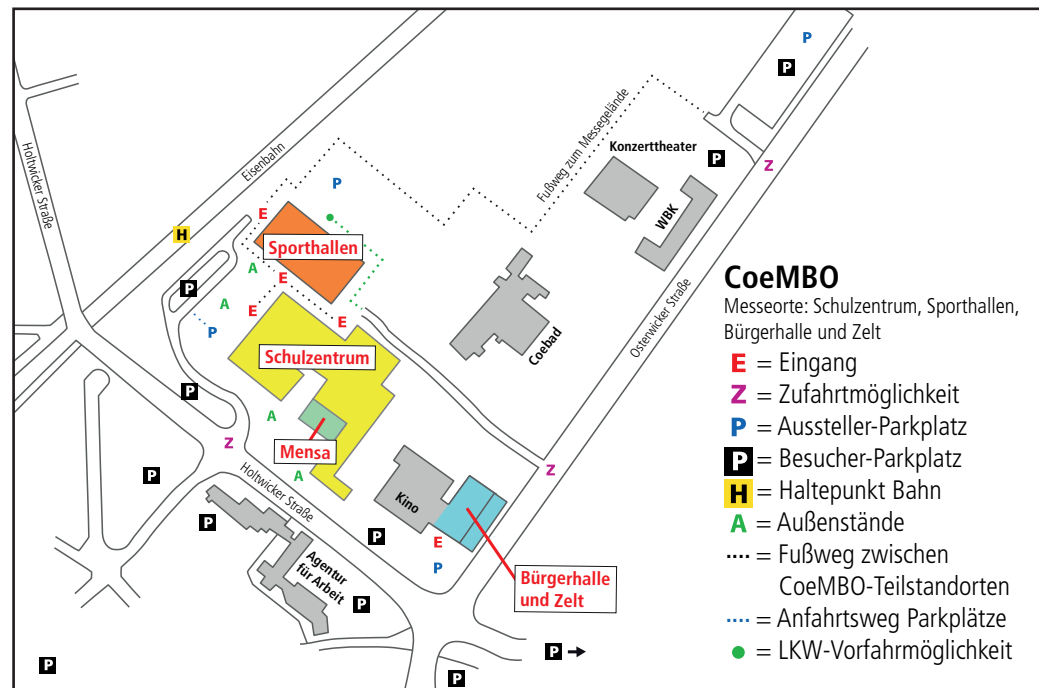 P
P
Konzerttheater
P
Z
Fußweg zum Messegelände
WBK
Holtwicker Straße
Eisenbahn
P
E
H
Sporthallen
A
E
P
A
E
E
P
Schulzentrum
Coebad
Osterwicker Straße
P
A
Z
Mensa
A
Z
P
Holtwicker Straße
Kino
P
P
E
P
Agentur
für Arbeit
P
Bürgerhalle
und Zelt
P
P
P
CoeMBO
Messeorte: Schulzentrum, Sporthallen,
Bürgerhalle und Zelt
E = Eingang
Z = Zufahrtmöglichkeit
P = Aussteller-Parkplatz
P = Besucher-Parkplatz
H = Haltepunkt Bahn
A = Außenstände
···· = Fußweg zwischen
CoeMBO-Teilstandorten
···· = Anfahrtsweg Parkplätze
● = LKW-Vorfahrmöglichkeit